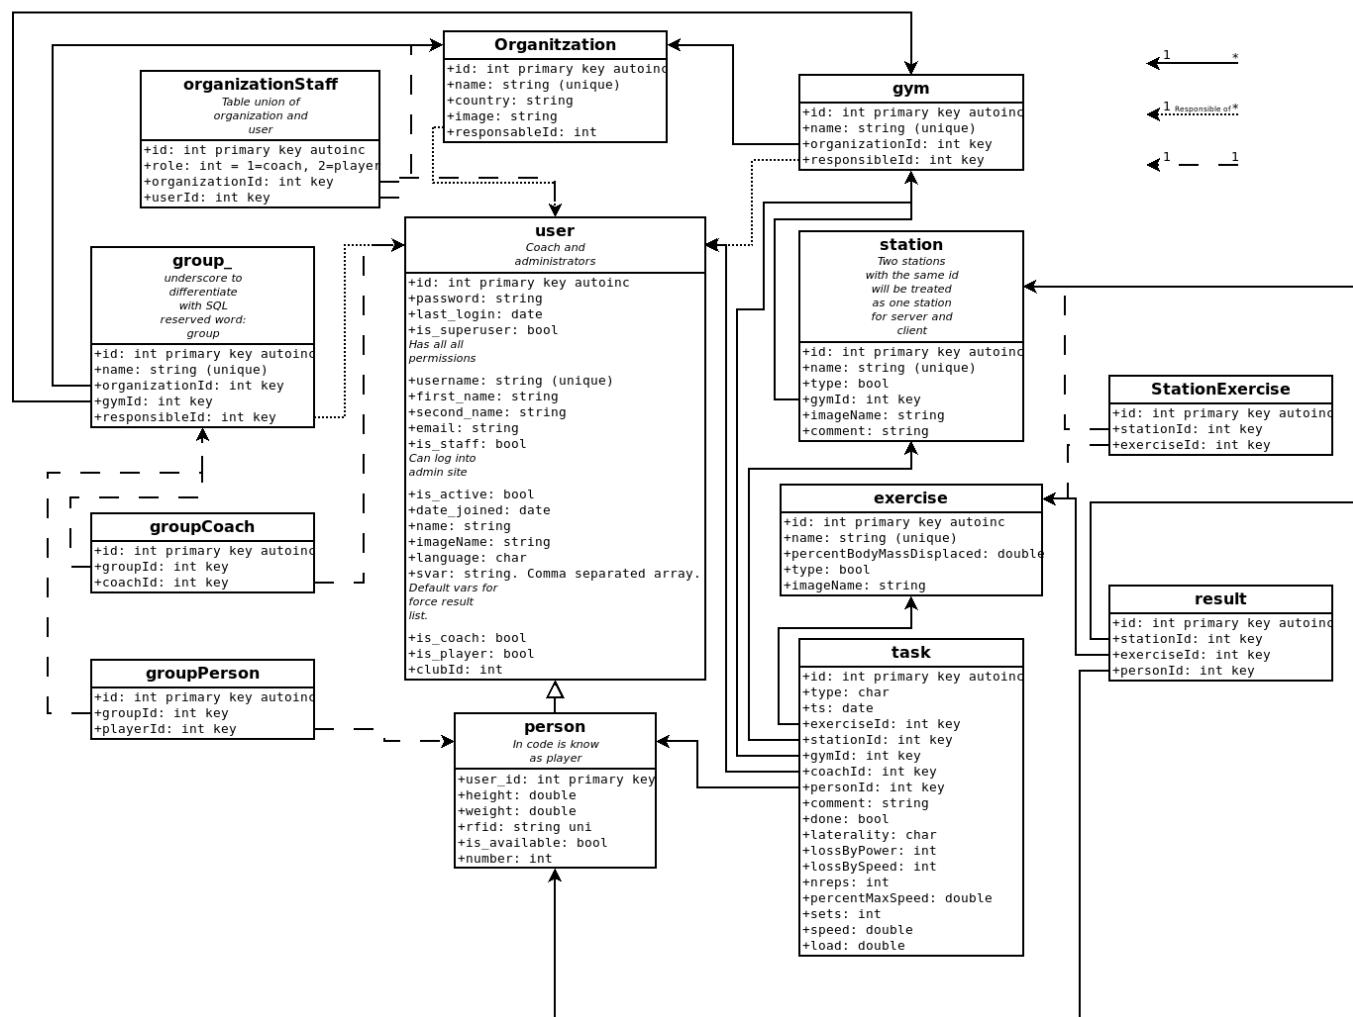 Organitzation
+id: int primary key autoinc
+name: string (unique)
+country: string
+image: string
+responsableId: int
organizationStaff
Table union of
organization and
user
+id: int primary key autoinc
+role: int = 1=coach, 2=player
+organizationId: int key
+userId: int key
gym
+id: int primary key autoinc
+name: string (unique)
+organizationId: int key
+responsibleId: int key
1 *
1 Responsible of *
1 1
group_
underscore to
differentiate
with SQL
reserved word:
group
+id: int primary key autoinc
+name: string (unique)
+organizationId: int key
+gymId: int key
+responsibleId: int key
user
Coach and
administrators
+id: int primary key autoinc
+password: string
+last_login: date
+is_superuser: bool
Has all all
permissions
+username: string (unique)
+first_name: string
+second_name: string
+email: string
+is_staff: bool
Can log into
admin site
+is_active: bool
+date_joined: date
+name: string
+imageName: string
+language: char
+svar: string. Comma separated array.
Default vars for
force result
list.
+is_coach: bool
+is_player: bool
+clubId: int
station
Two stations
with the same id
will be treated
as one station
for server and
client
+id: int primary key autoinc
+name: string (unique)
+type: bool
+gymId: int key
+imageName: string
+comment: string
StationExercise
+id: int primary key autoinc
+stationId: int key
+exerciseId: int key
groupCoach
+id: int primary key autoinc
+groupId: int key
+coachId: int key
exercise
+id: int primary key autoinc
+name: string (unique)
+percentBodyMassDisplaced: double
+type: bool
+imageName: string
result
+id: int primary key autoinc
+stationId: int key
+exerciseId: int key
+personId: int key
groupPerson
+id: int primary key autoinc
+groupId: int key
+playerId: int key
person
In code is know
as player
+user_id: int primary key
+height: double
+weight: double
+rfid: string uni
+is_available: bool
+number: int
task
+id: int primary key autoinc
+type: char
+ts: date
+exerciseId: int key
+stationId: int key
+gymId: int key
+coachId: int key
+personId: int key
+comment: string
+done: bool
+laterality: char
+lossByPower: int
+lossBySpeed: int
+nreps: int
+percentMaxSpeed: double
+sets: int
+speed: double
+load: double